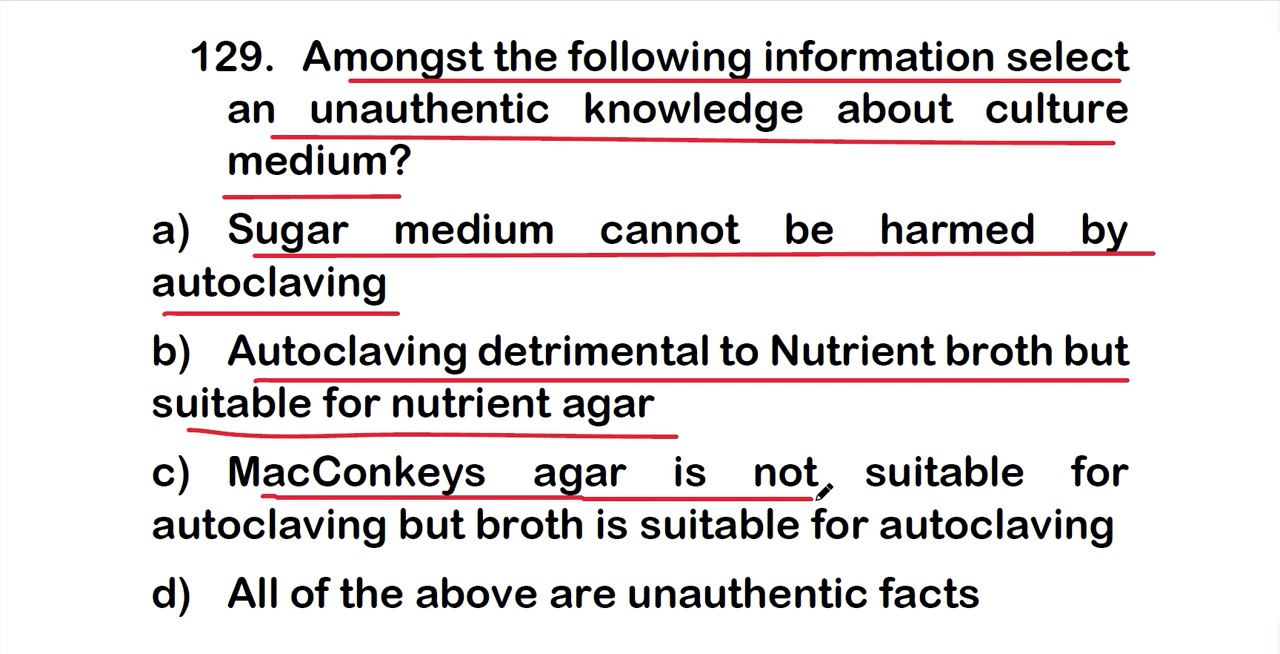 129. Amongst the following information select
an unauthentic knowledge about culture
medium?
a) Sugar medium cannot be harmed by
autoclaving
b) Autoclaving detrimental to Nutrient broth but
suitable for nutrient agar
c) MacConkeys agar is not suitable for
autoclaving but broth is suitable for autoclaving
d) All of the above are unauthentic facts